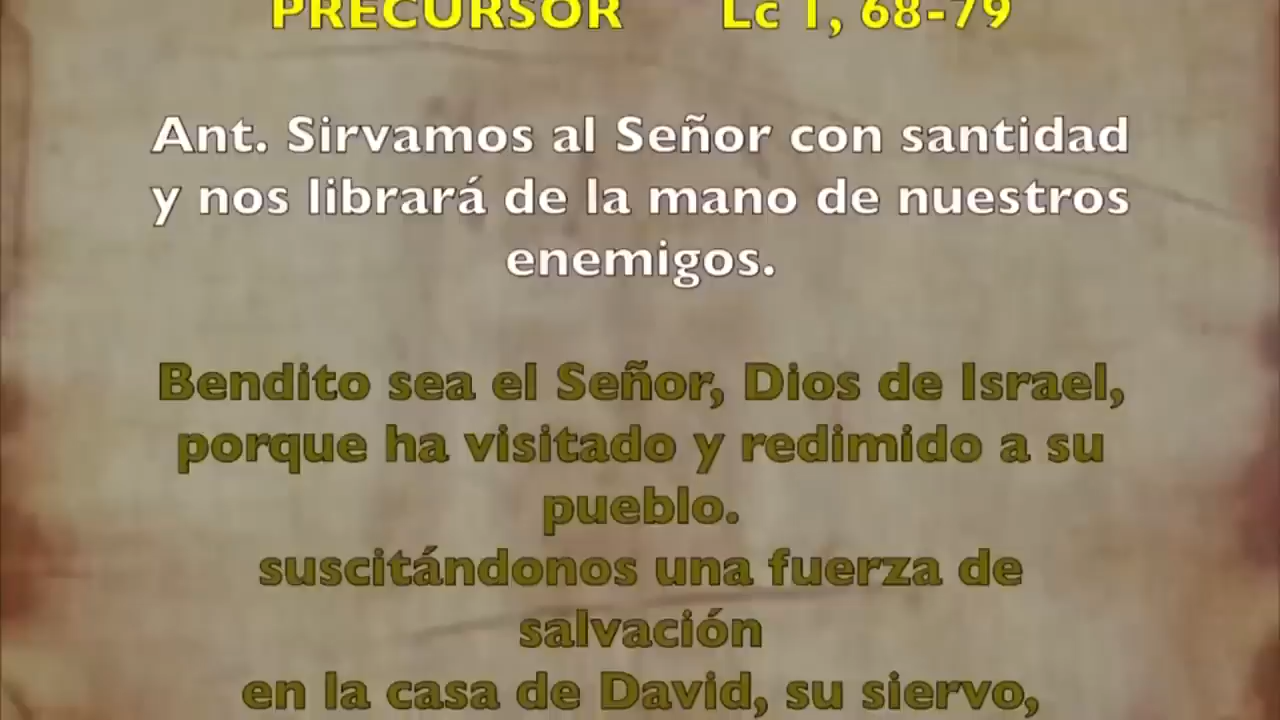 PRECURSOR Lc 1, 68-79
Ant. Sirvamos al Señor con santidad
y nos librará de la mano de nuestros
enemigos.
Bendito sea el Señor, Dios de Israel,
porque ha visitado y redimido a su
pueblo.
suscitándonos una fuerza de
salvación
en la casa de David, su siervo,